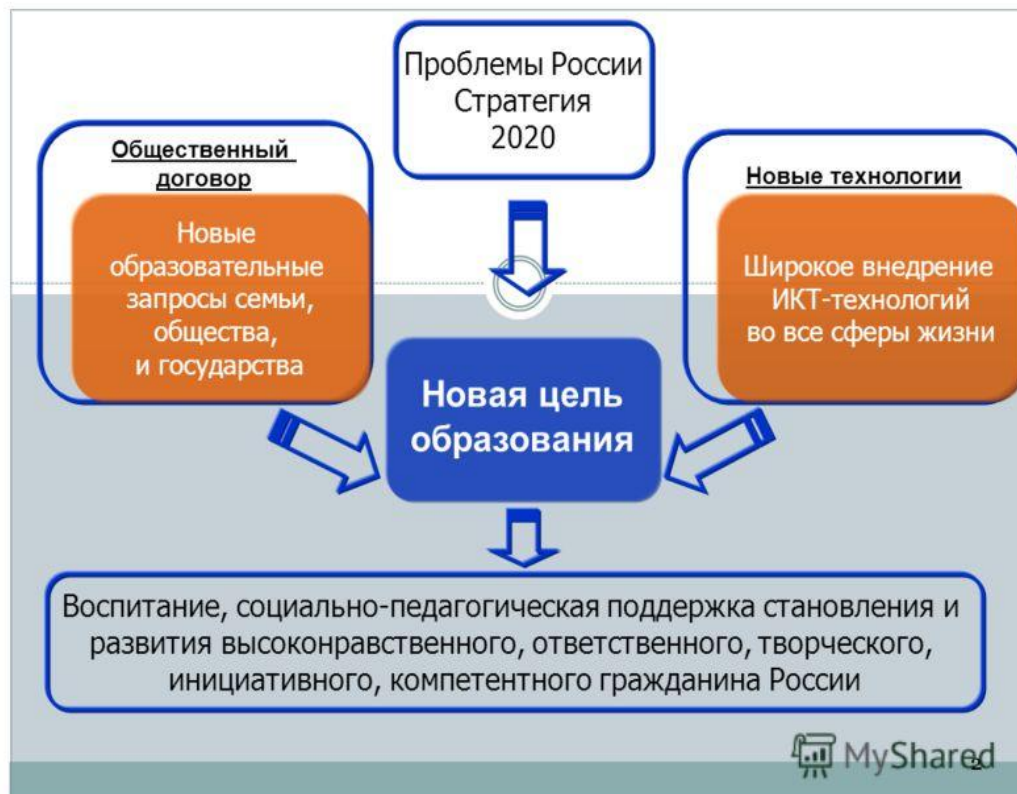 Проблемы России
Стратегия
2020
Общественный
договор
Новые
образовательные
запросы семьи,
общества,
и государства
Новые технологии
Широкое внедрение
ИКТ-технологий
во все сферы жизни
Новая цель
образования
Воспитание, социально-педагогическая поддержка становления и
развития высоконравственного, ответственного, творческого,
инициативного, компетентного гражданина России
MyShared
2